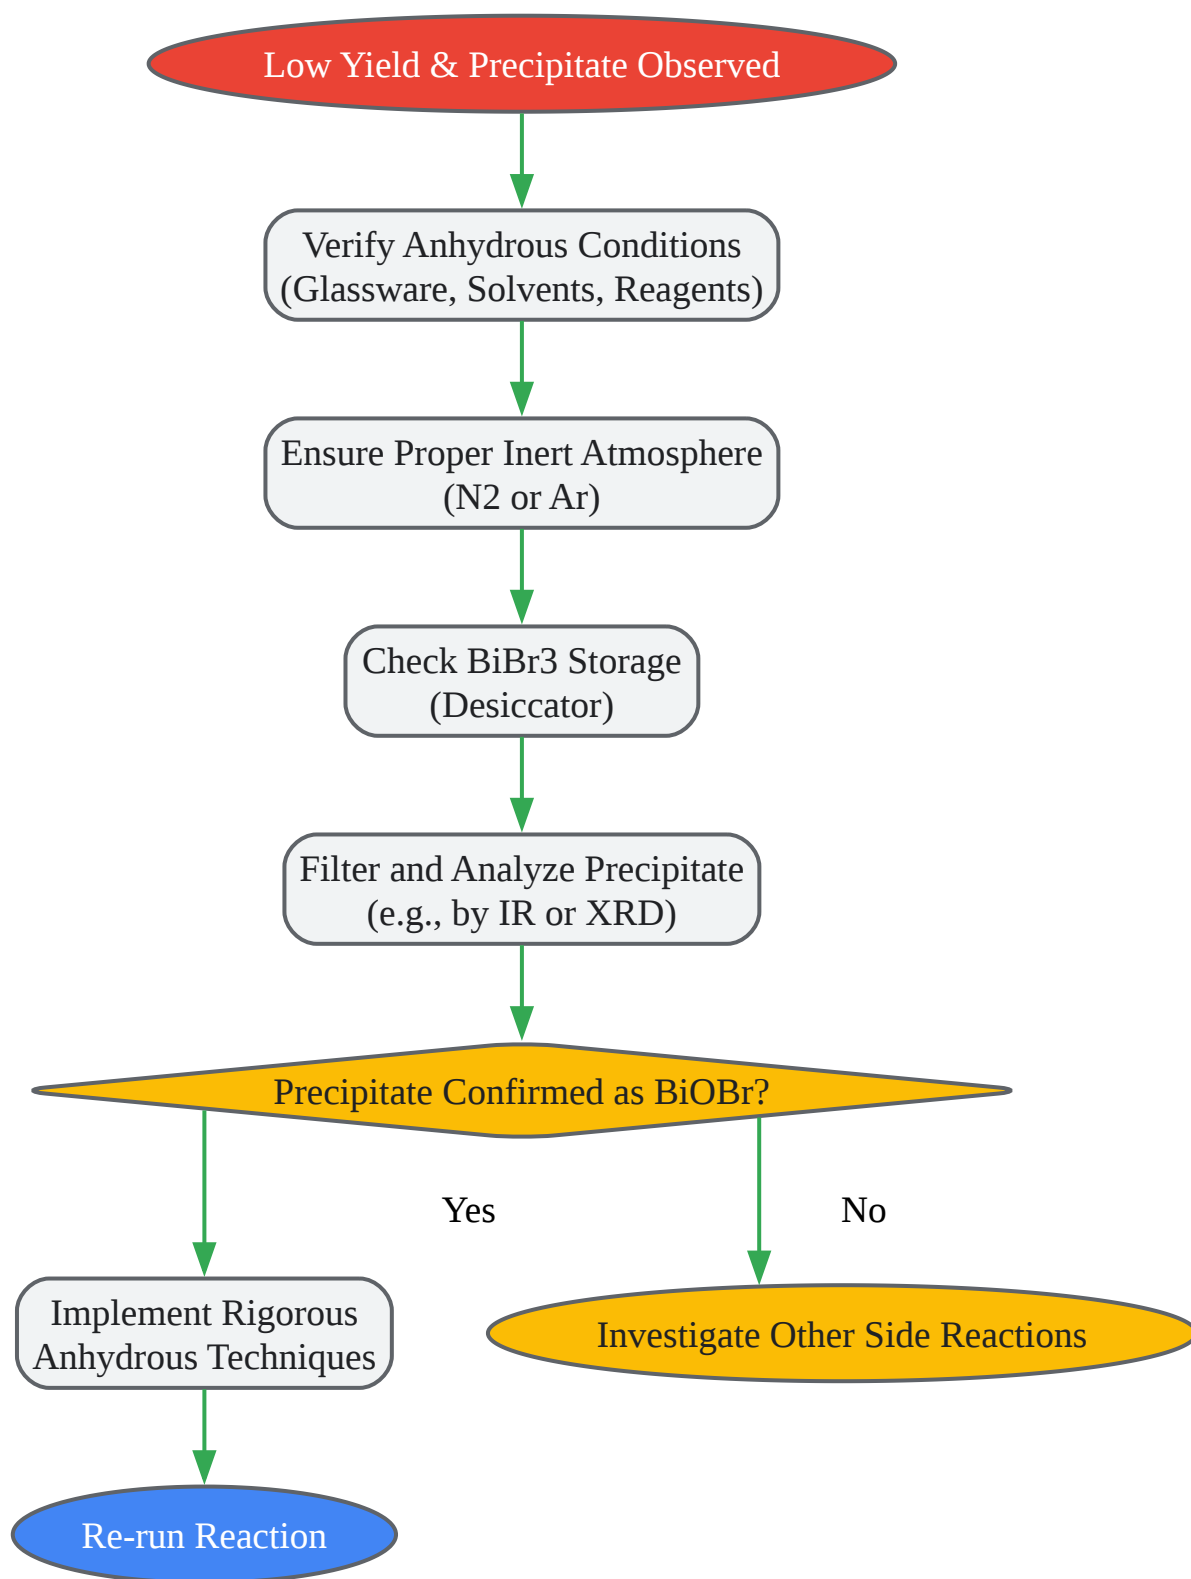 Low Yield & Precipitate Observed
Verify Anhydrous Conditions
(Glassware, Solvents, Reagents)
Ensure Proper Inert Atmosphere
(N2 or Ar)
Check BiBr3 Storage
(Desiccator)
Filter and Analyze Precipitate
(e.g., by IR or XRD)
Precipitate Confirmed as BiOBr?
Yes
No
Implement Rigorous
Anhydrous Techniques
Investigate Other Side Reactions
Re-run Reaction